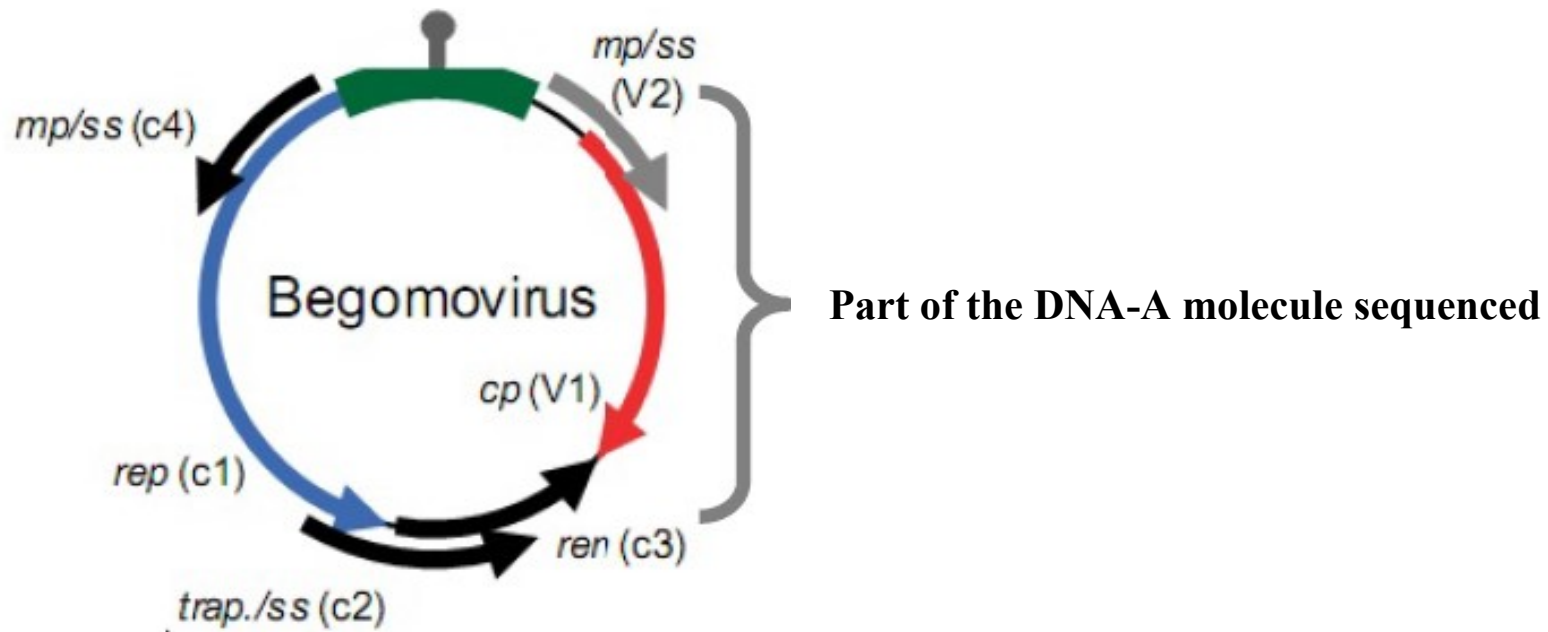 mp/ss
(V2)
mp/ss (c4)
Begomovirus
Part of the DNA-A molecule sequenced
cp (V1)
rep (c1)
ren (c3)
trap./ss (c2)